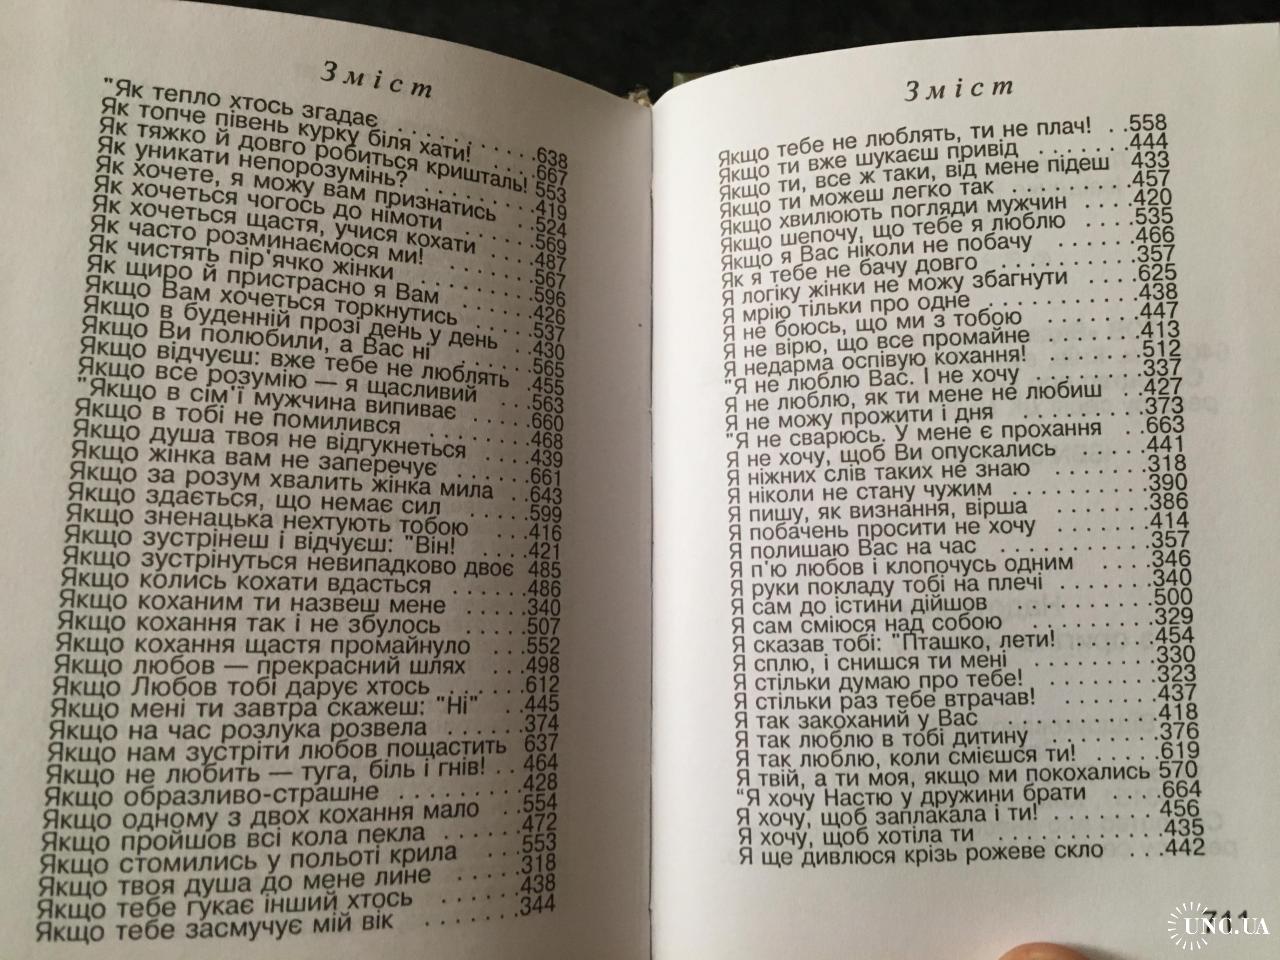 Зміст
"Як тепло хтось згадає . . . . . . . . . .638
Як топче півень курку біля хати! . . . .667
Як тяжко й довго робиться кришталь! 553
Як уникати непорозумінь? . . . . . . . .419
Як хочете, я можу вам признатись . . .524
Як хочеться чогось до німоти . . . . . .569
Як хочеться щастя, учися кохати . . . .487
Як часто розминаємося ми! . . . . . . .567
Як чистять пір'ячко жінки . . . . . . . . .596
Як щиро й пристрасно я Вам . . . . . .426
Якщо Вам хочеться торкнутись . . . . .537
Якщо в буденній прозі день у день . . .430
Якщо Ви полюбили, а Вас ні . . . . . . .565
Якщо відчуєш: вже тебе не люблять .455
Якщо все розумію — я щасливий . . . .563
"Якщо в сім'ї мужчина випиває . . . . .660
Якщо в тобі не помилився . . . . . . . .468
Якщо душа твоя не відгукнеться . . . .439
Якщо жінка вам не заперечує . . . . . .661
Якщо за розум хвалить жінка мила . .643
Якщо здається, що немає сил . . . . . .599
Якщо зненацька нехтують тобою . . . .416
Якщо зустрінеш і відчуєш: "Він! . . . . .421
Якщо зустрінуться невипадково двоє 485
Якщо колись кохати вдасться . . . . . .486
Якщо коханим ти назвеш мене . . . . .340
Якщо кохання так і не збулось . . . . . .507
Якщо кохання щастя промайнуло . . .552
Якщо любов — прекрасний шлях . . . .498
Якщо Любов тобі дарує хтось . . . . . .612
Якщо мені ти завтра скажеш: "Ні" . . .445
Якщо на час розлука розвела . . . . . .374
Якщо нам зустріти любов пощастить 637
Якщо не любить — туга, біль і гнів! . . 464
Якщо образливо-страшне . . . . . . . .428
Якщо одному з двох кохання мало . . .554
Якщо пройшов всі кола пекла . . . . . .472
Якщо стомились у польоті крила . . . .553
Якщо твоя душа до мене лине . . . . .318
Якщо тебе гукає інший хтось . . . . . .438
Якщо тебе засмучує мій вік . . . . . . .344
Зміст
Якщо тебе не люблять, ти не плач! . .558
Якщо ти вже шукаєш привід . . . . . . .444
Якщо ти, все ж таки, від мене підеш 433
Якщо ти можеш легко так . . . . . . . . .457
Якщо хвилюють погляди мужчин . . . .420
Якщо шепочу, що тебе я люблю . . . .535
Якщо я Вас ніколи не побачу . . . . . .466
Як я тебе не бачу довго . . . . . . . . . .357
Я логіку жінки не можу збагнути . . . .625
Я мрію тільки про одне . . . . . . . . . .438
Я не боюсь, що ми з тобою . . . . . . .447
Я не вірю, що все промайне . . . . . . .413
Я недарма оспівую кохання! . . . . . . .512
"Я не люблю Вас. І не хочу . . . . . . . .337
Я не люблю, як ти мене не любиш . . .427
Я не можу прожити і дня . . . . . . . . .373
"Я не сварюсь. У мене є прохання . .663
Я не хочу, щоб Ви опускались . . . . . .441
Я ніжних слів таких не знаю . . . . . . .318
Я ніколи не стану чужим . . . . . . . . . .390
Я пишу, як визнання, вірша . . . . . . .386
Я побачень просити не хочу . . . . . . .414
Я полишаю Вас на час . . . . . . . . . . .357
Я п'ю любов і клопочусь одним . . . .346
Я руки покладу тобі на плечі . . . . . .340
Я сам до істини дійшов . . . . . . . . . .500
Я сам сміюся над собою . . . . . . . . .329
Я сказав тобі: "Пташко, лети! . . . . . .454
Я сплю, і снишся ти мені . . . . . . . . .330
Я стільки думаю про тебе! . . . . . . . .323
Я стільки раз тебе втрачав! . . . . . . .437
Я так закоханий у Вас . . . . . . . . . . .418
Я так люблю в тобі дитину . . . . . . . .376
Я так люблю, коли смієшся ти! . . . . .619
Я твій, а ти моя, якщо ми покохались 570
"Я хочу Настю у дружини брати . . . .664
Я хочу, щоб заплакала і ти! . . . . . . .456
Я хочу, щоб хотіла ти . . . . . . . . . . .435
Я ще дивлюся крізь рожеве скло . . .442
711
UNC.UA